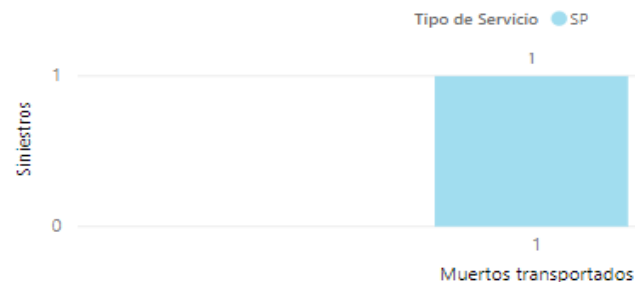 Tipo de Servicio SP
1
1
Siniestros
0
1
Muertos transportados